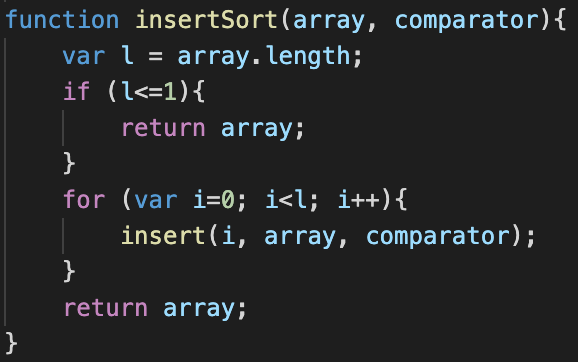 function insertSort(array, comparator){
    var l = array.length;
    if (l<=1){
        return array;
    }
    for (var i=0; i<l; i++){
        insert(i, array, comparator);
    }
    return array;
}